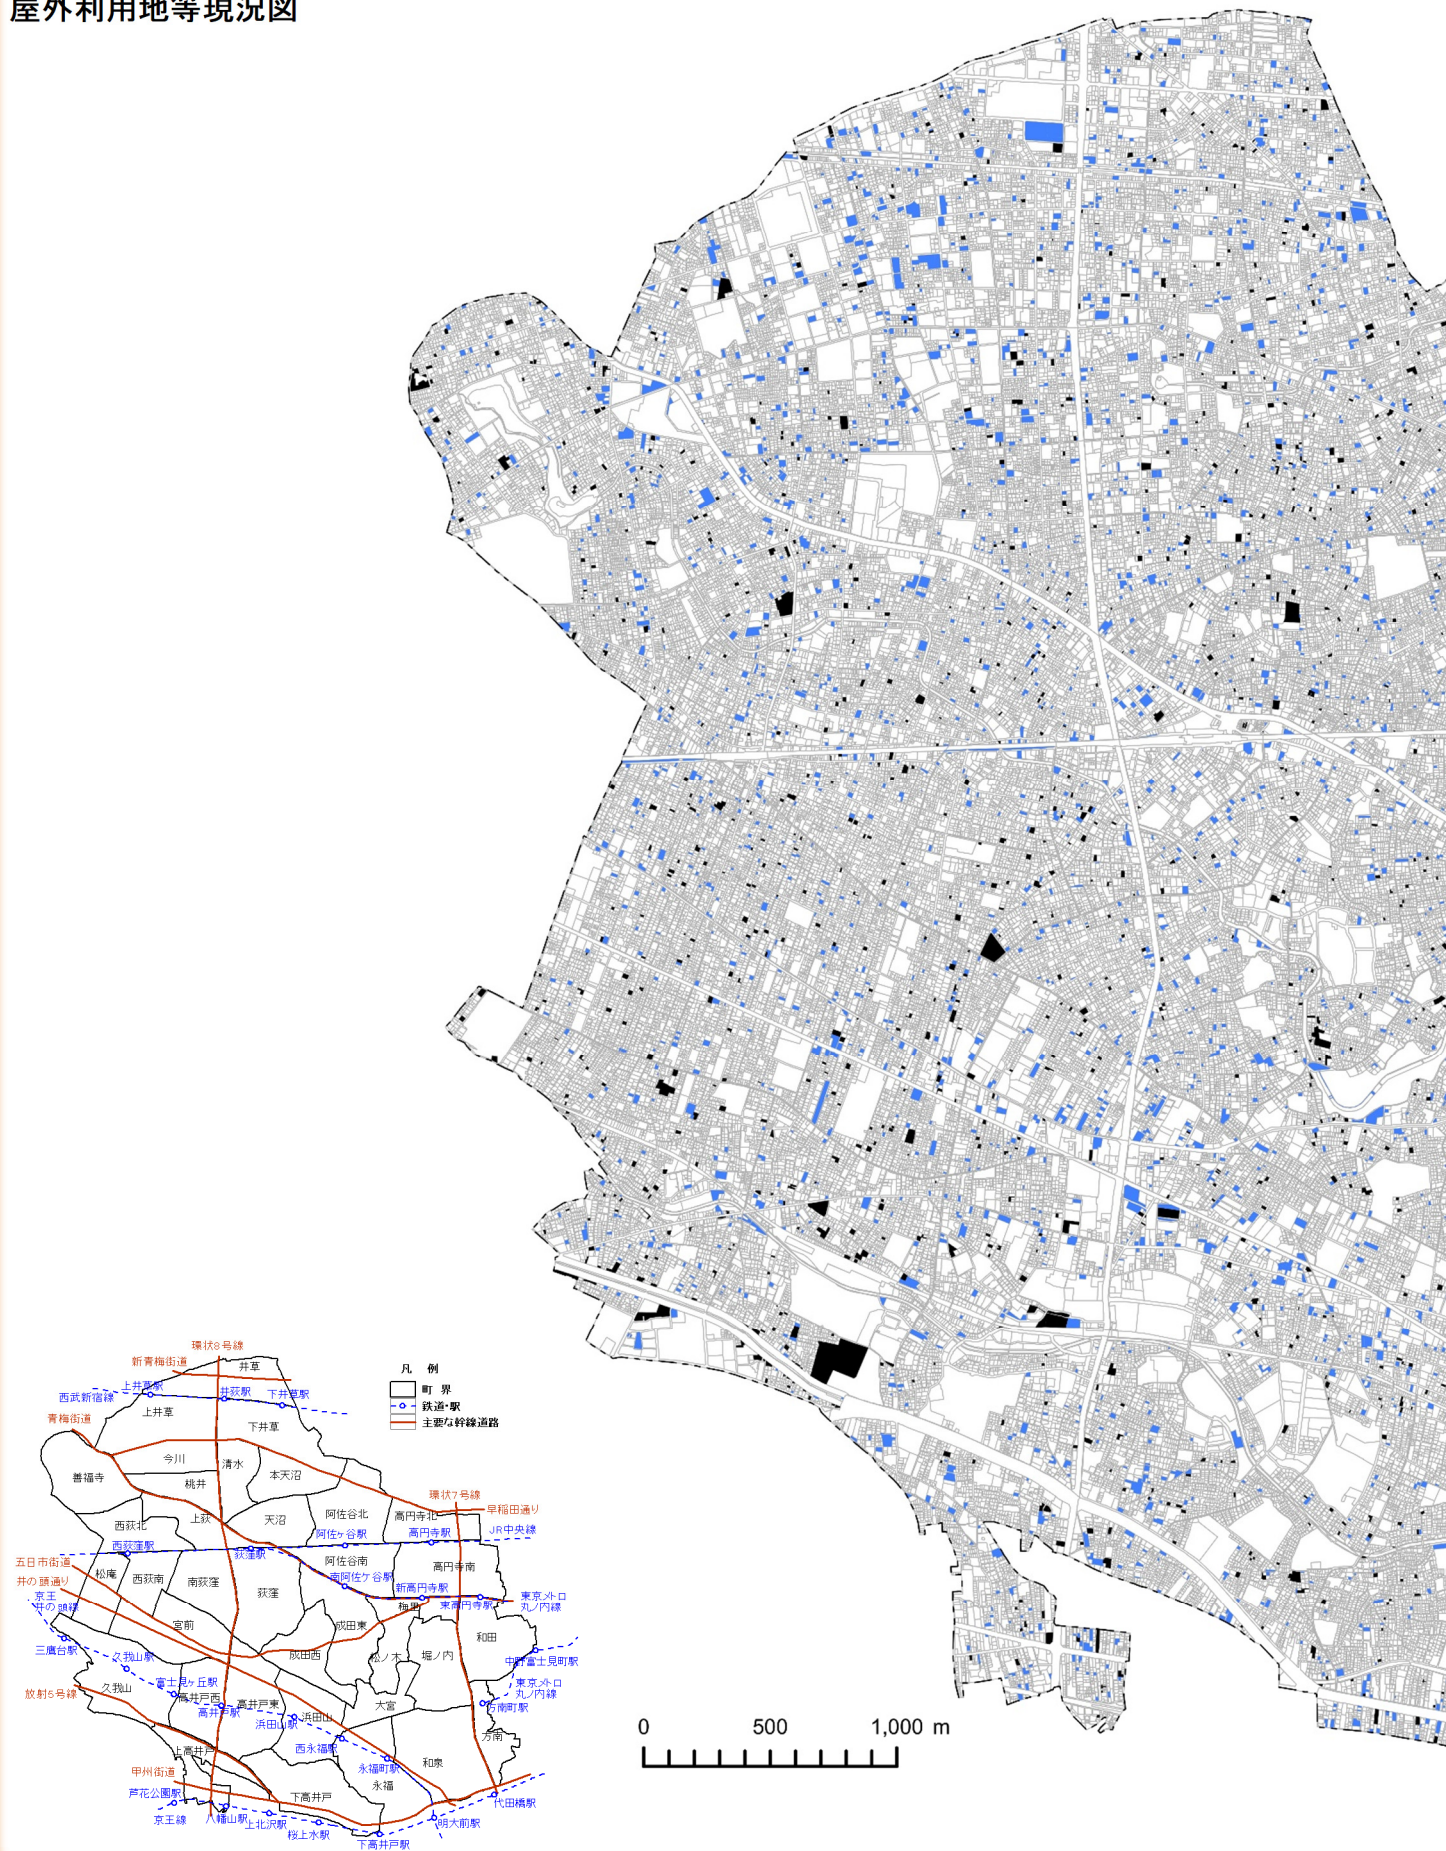 屋外利用地等現況図
環状8号線
新青梅街道
井草
上井草駅
井荻駅
下井草駅
西武新宿線
青梅街道
上井草
下井草
凡 例
町 界
鉄道・駅
主要な幹線道路
今川
清水
善福寺
桃井
本天沼
環状7号線
早稲田通り
上荻
天沼
阿佐谷北
高円寺北
西荻北
阿佐ヶ谷駅
高円寺駅
JR中央線
西荻窪駅
荻窪駅
五日市街道
松庵
西荻南
南荻窪
阿佐谷南
高円寺南
井の頭通り
南阿佐ケ谷駅
新高円寺駅
荻窪
京王
井の頭線
梅里
東高円寺駅
東京メトロ
丸ノ内線
宮前
成田東
成田西
松ノ木
堀ノ内
和田
三鷹台駅
久我山駅
中野富士見町駅
久我山
富士見ヶ丘駅
高井戸西
高井戸駅
高井戸東
浜田山駅
浜田山
大宮
東京メトロ
丸ノ内線
方南町駅
放射5号線
西永福駅
方南
上高井戸
永福町駅
和泉
甲州街道
永福
芦花公園駅
下高井戸
京王線
八幡山駅
上北沢駅
桜上水駅
下高井戸駅
明大前駅
代田橋駅
0 500 1,000 m